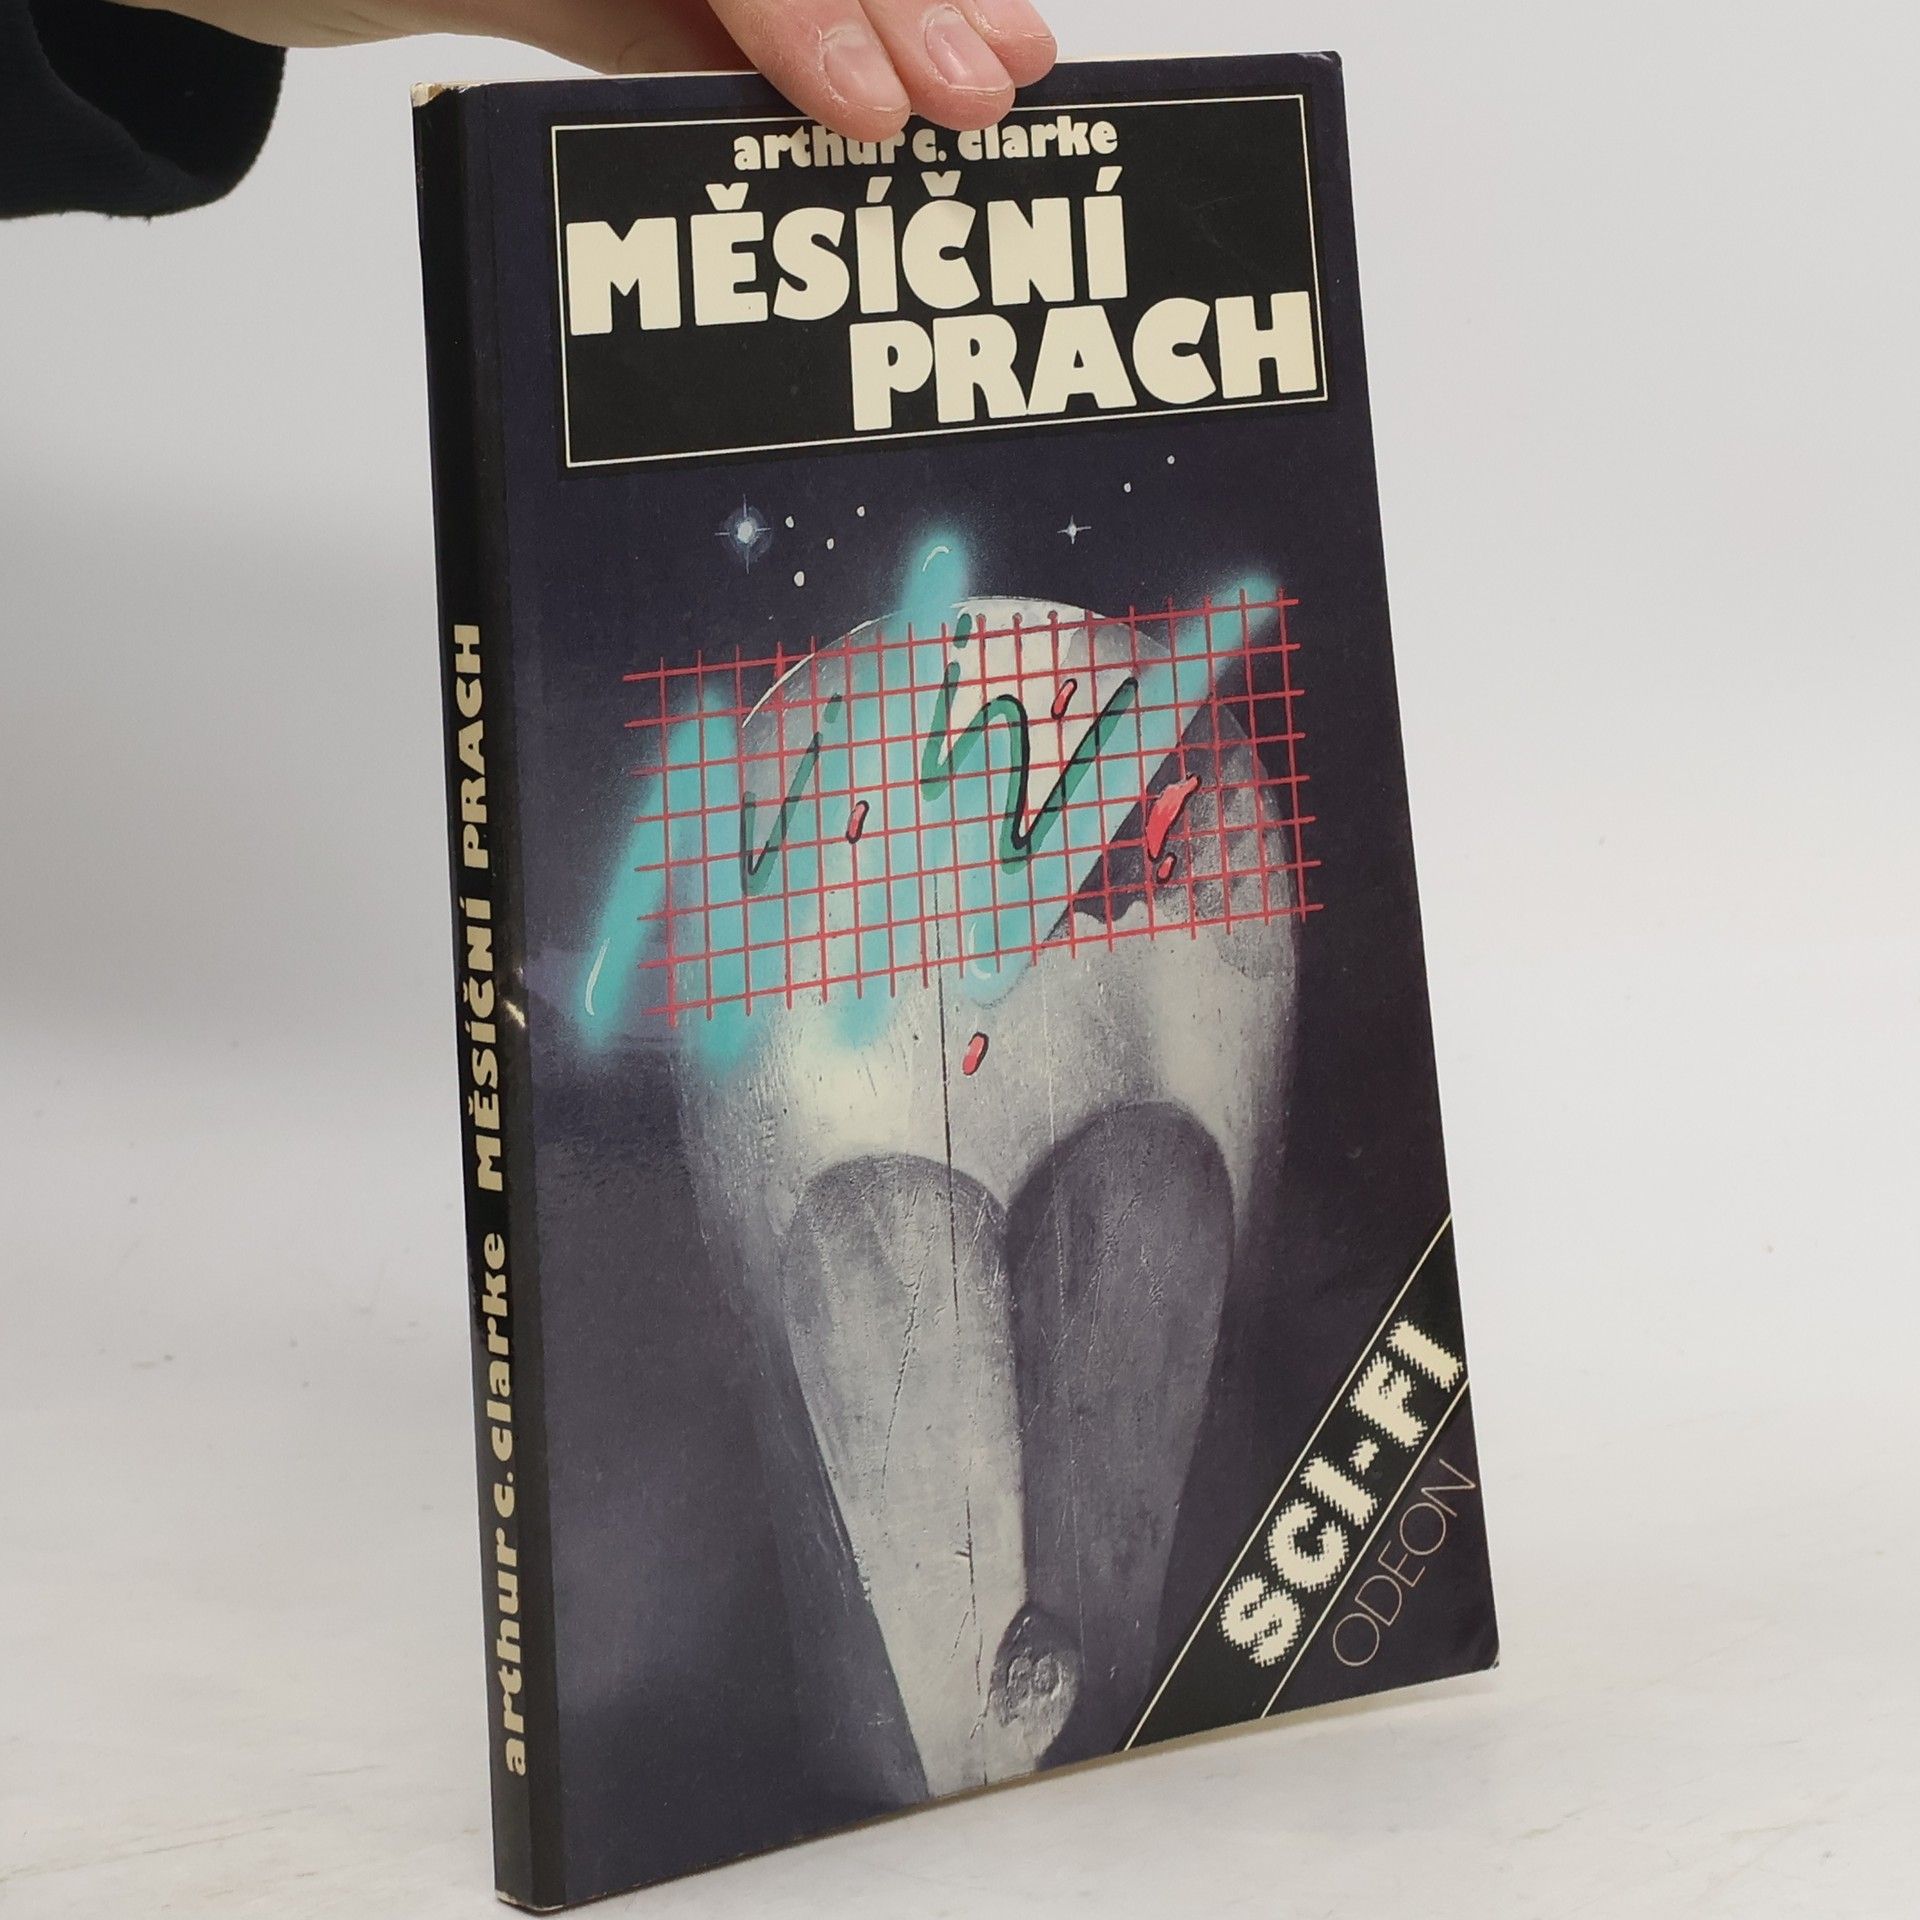 arthur c. clarke
MĚSÍČNÍ
PRACH
SCI-FI
ODEON
arthur c. clarke MĚSÍČNÍ PRACH